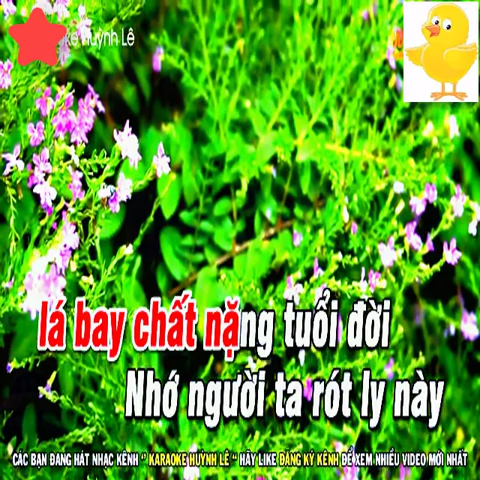 Huỳnh Lê
lá bay chất nặng tuổi đời
Nhớ người ta rót ly này
CÁC BẠN ĐANG HÁT NHẠC KÊNH " KARAOKE HUỲNH LÊ " HÃY LIKE ĐĂNG KÝ KÊNH ĐỂ XEM NHIỀU VIDEO MỚI NHẤT